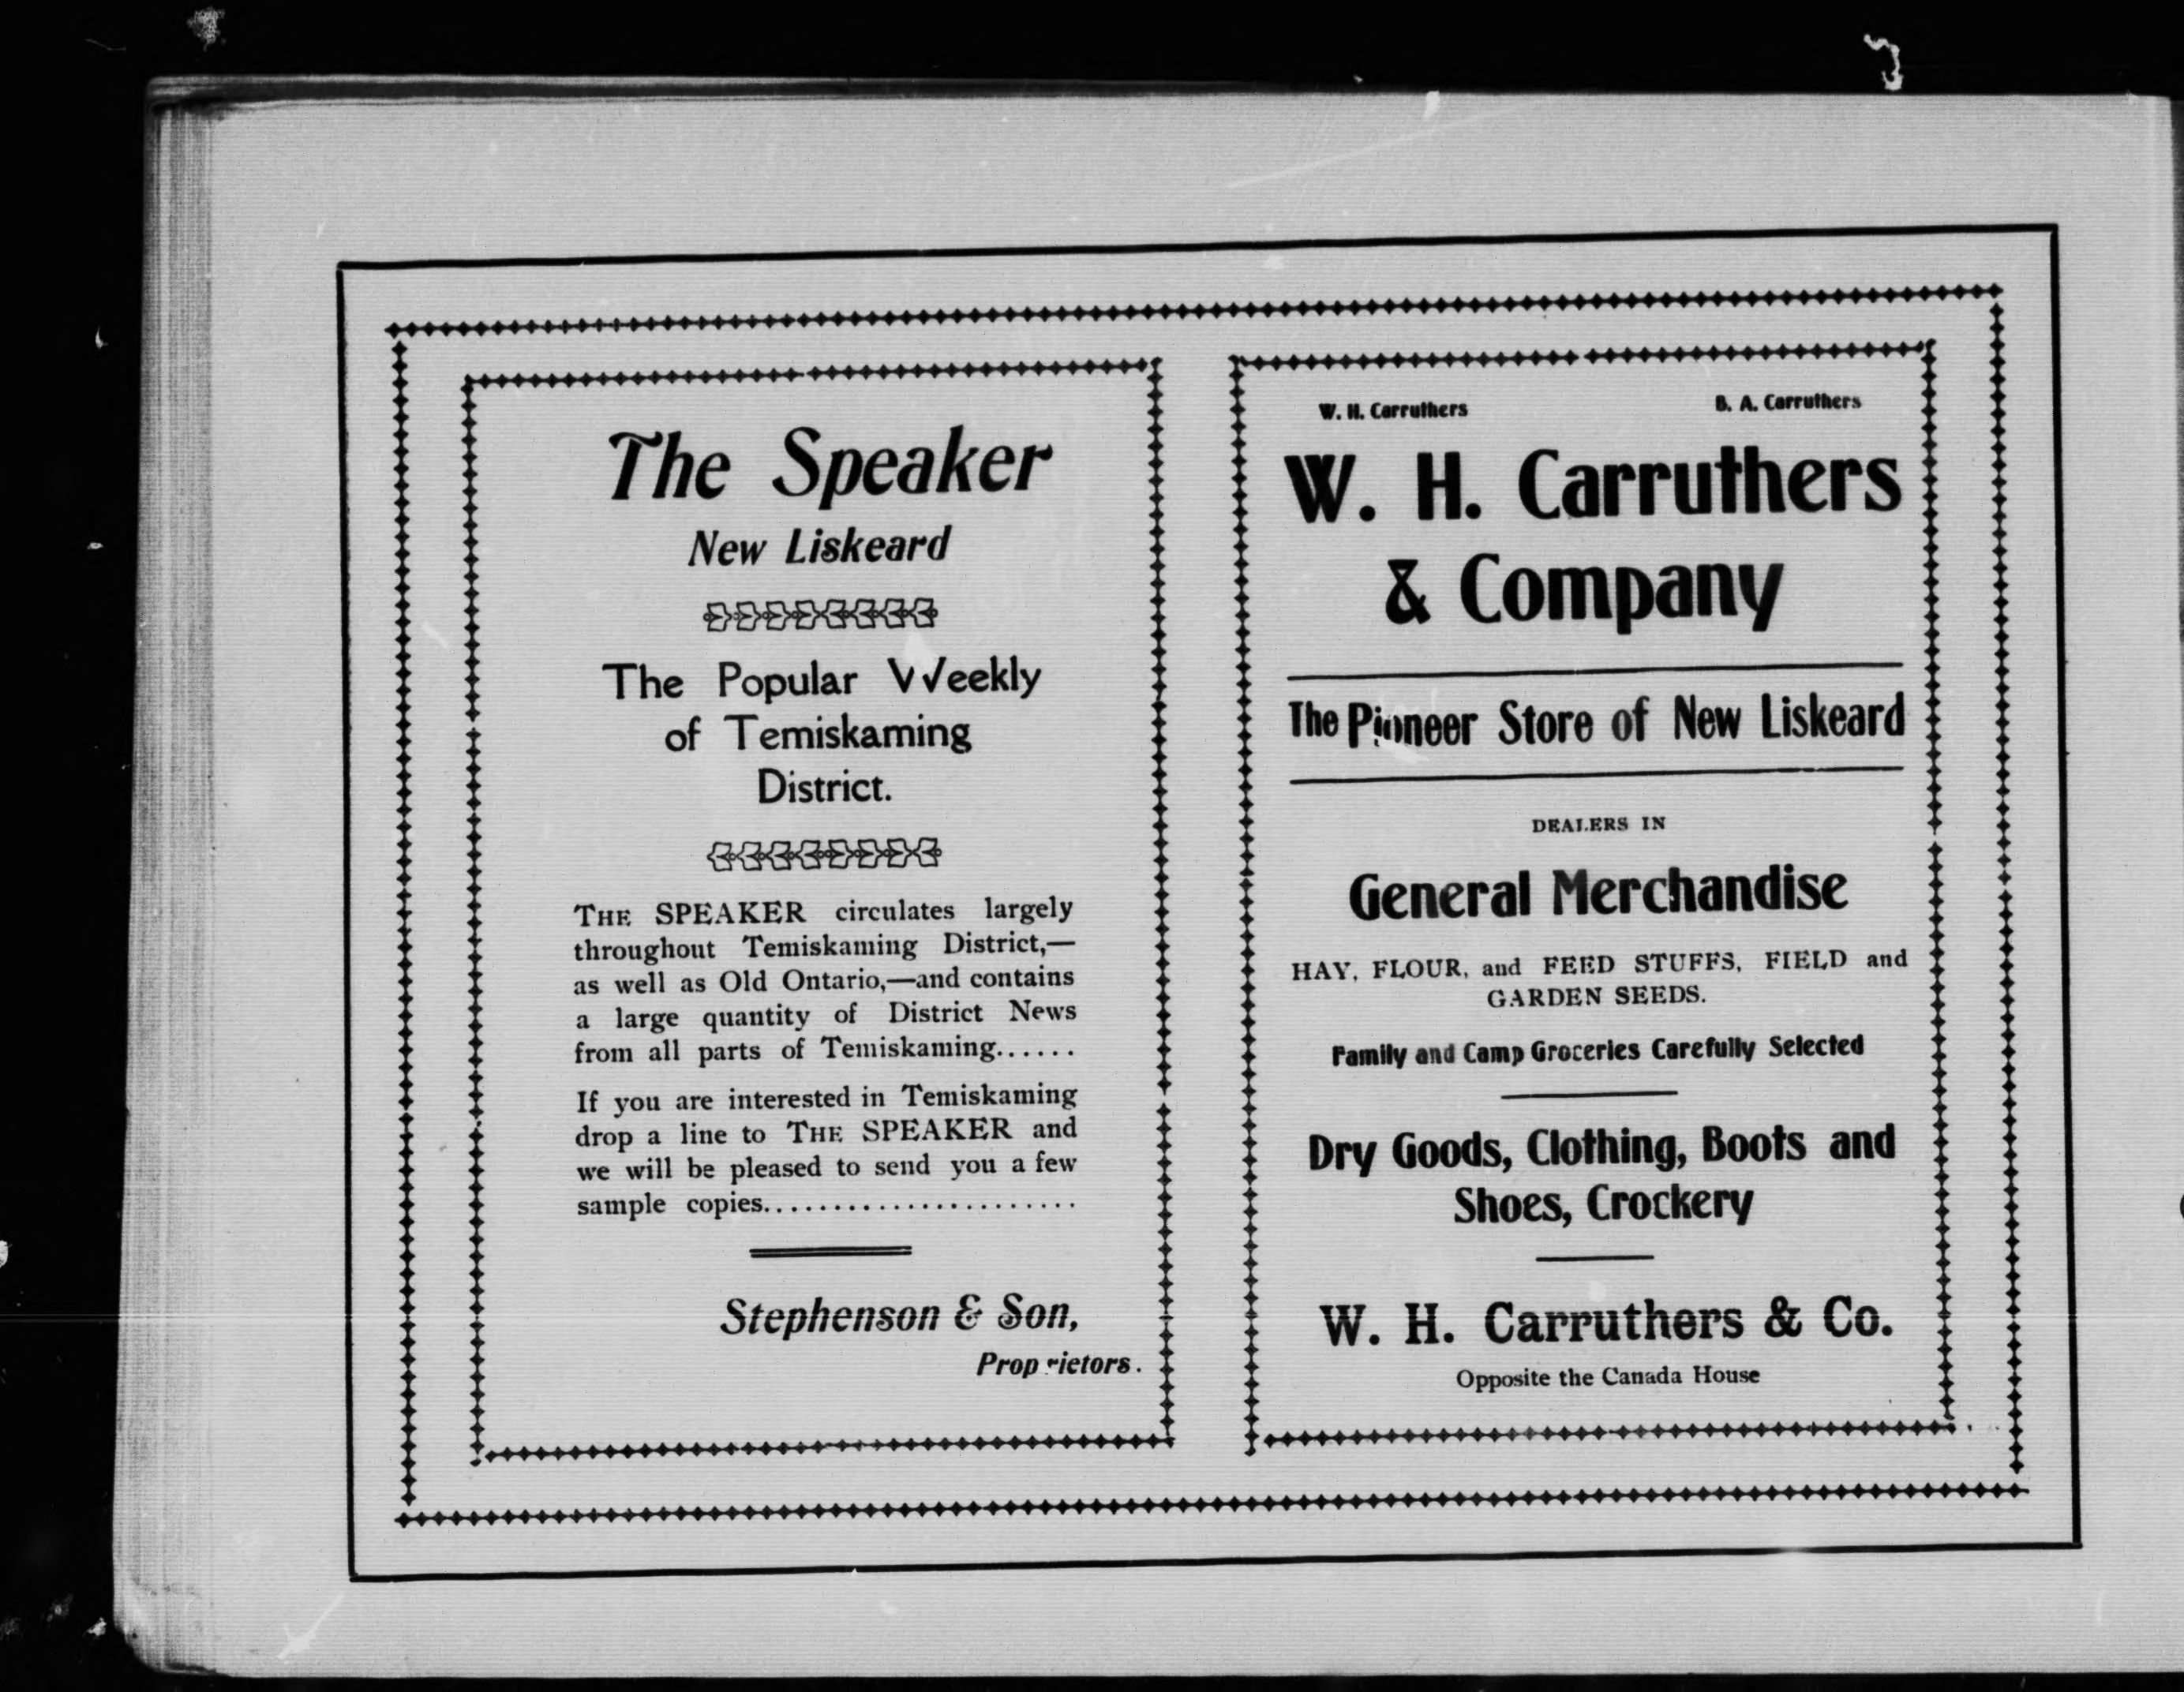 The Speaker
New Liskeard
The Popular Weekly
of Temiskaming
District.
THE SPEAKER circulates largely
throughout Temiskaming District,—
as well as Old Ontario,—and contains
a large quantity of District News
from all parts of Temiskaming......
If you are interested in Temiskaming
drop a line to THE SPEAKER and
we will be pleased to send you a few
sample copies......................
Stephenson & Son,
Proprietors.
W. H. Carruthers B. A. Carruthers
W. H. Carruthers
& Company
The Pioneer Store of New Liskeard
DEALERS IN
General Merchandise
HAY, FLOUR, and FEED STUFFS, FIELD and
GARDEN SEEDS.
Family and Camp Groceries Carefully Selected
Dry Goods, Clothing, Boots and
Shoes, Crockery
W. H. Carruthers & Co.
Opposite the Canada House